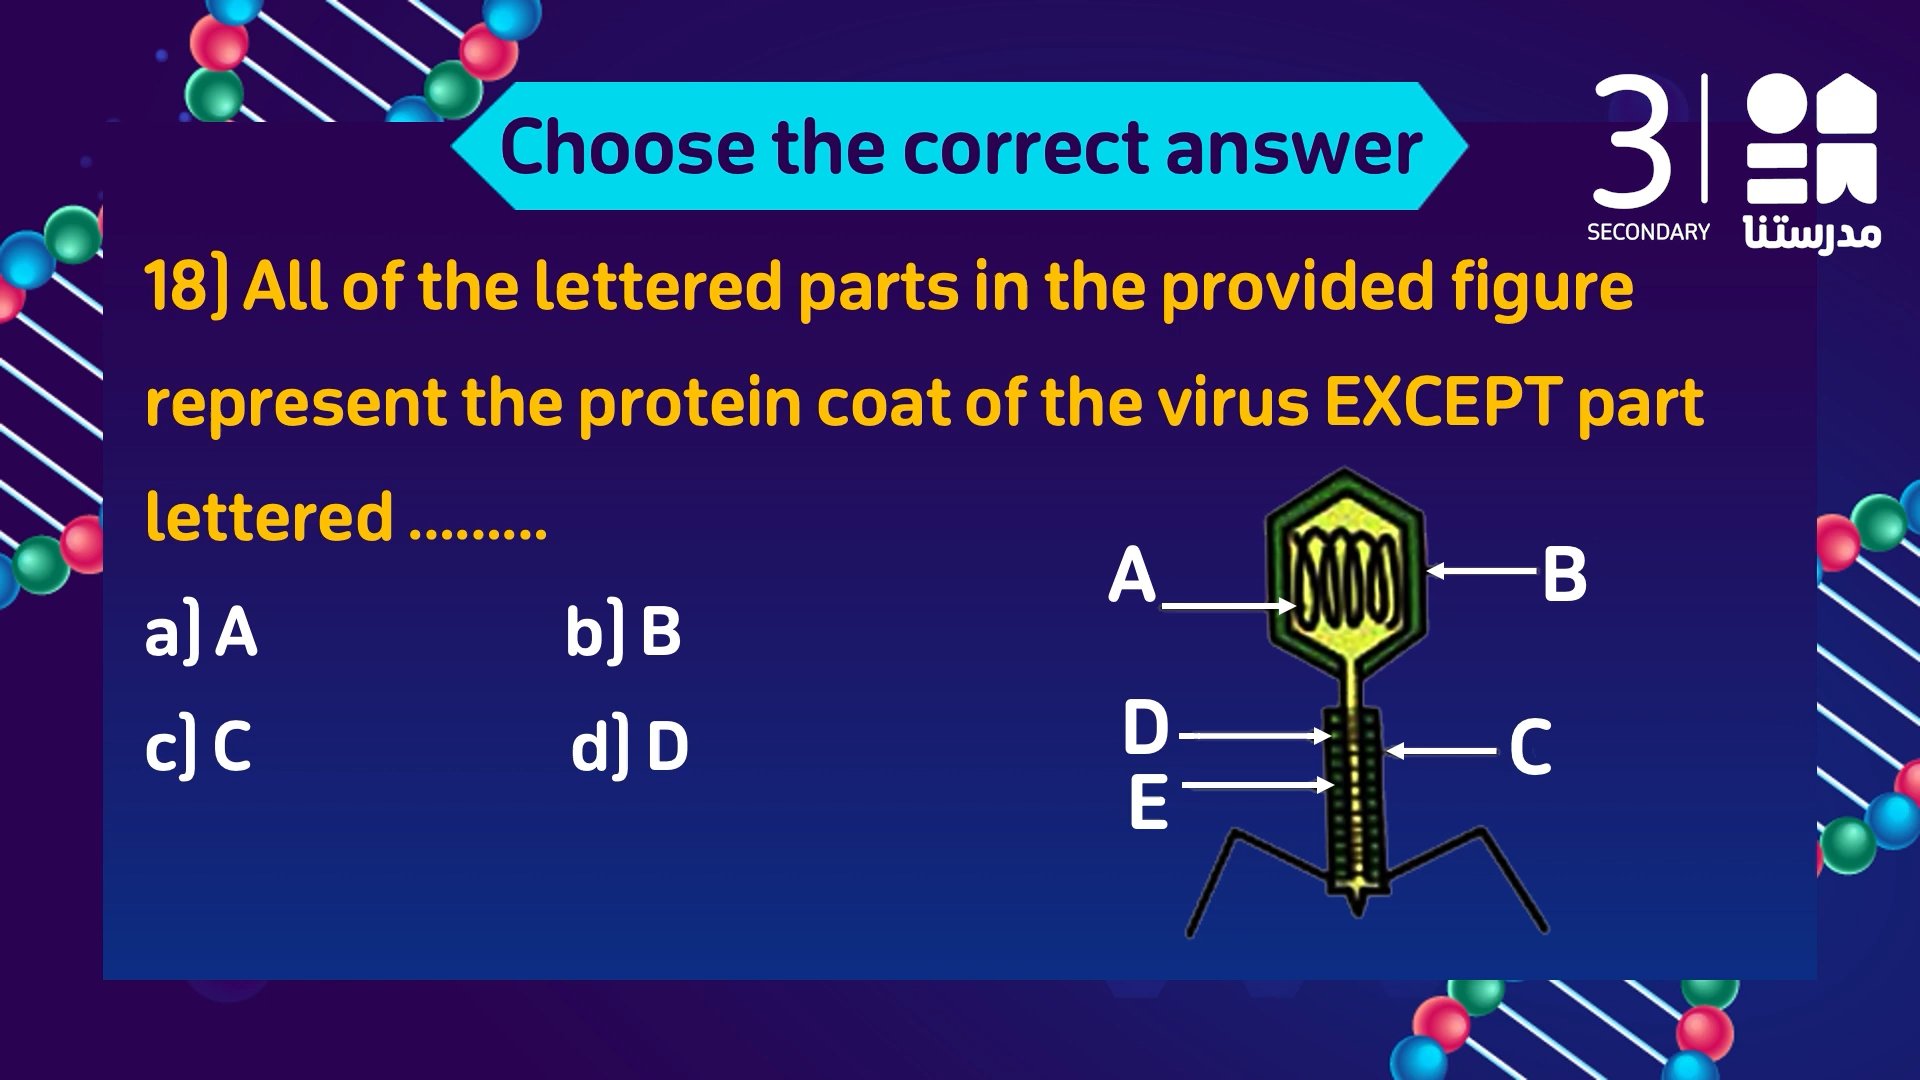 Choose the correct answer
3
SECONDARY
مدرستنا
18) All of the lettered parts in the provided figure
represent the protein coat of the virus EXCEPT part
lettered .........
a) A
b) B
c) C
d) D
A
B
D
C
E